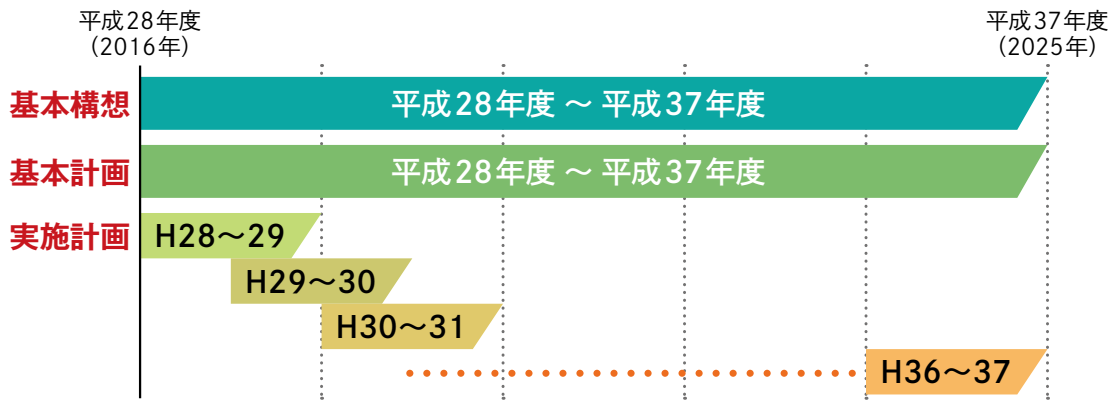 平成28年度
（2016年）
平成37年度
（2025年）
基本構想
平成28年度 ～ 平成37年度
基本計画
平成28年度 ～ 平成37年度
実施計画
H28～29
H29～30
H30～31
H36～37